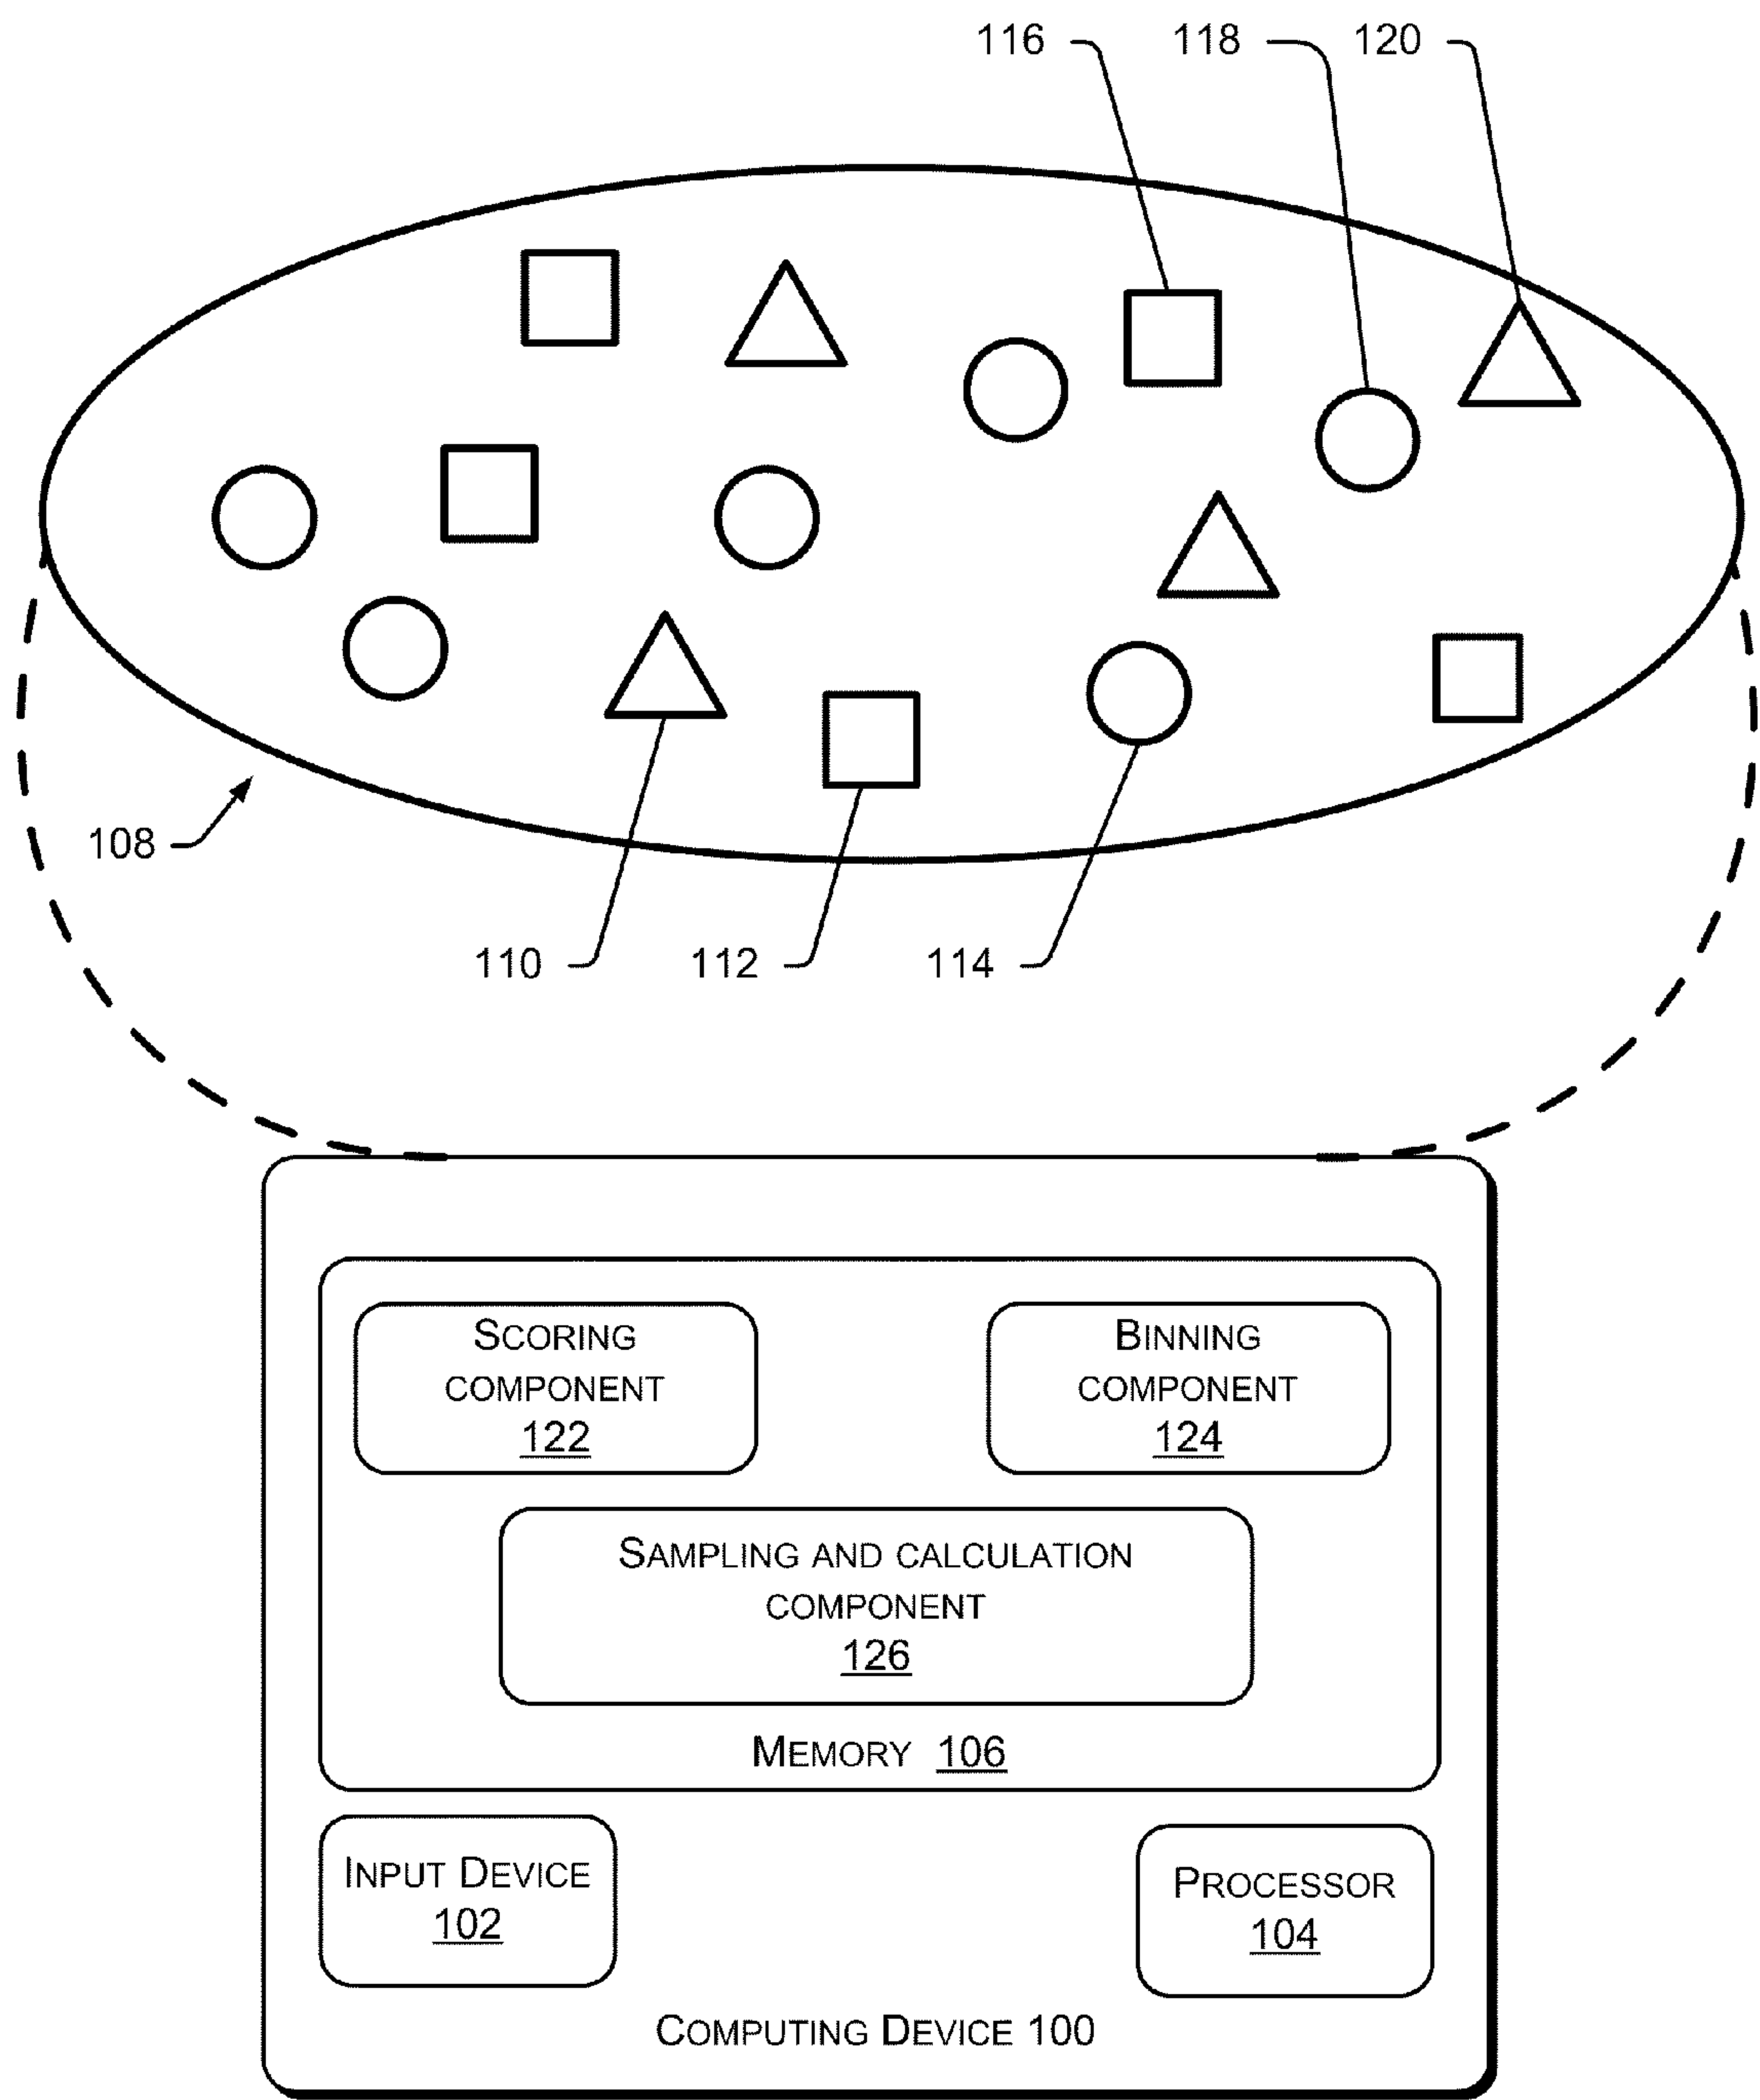 116 118 120
108
110 112 114
SCORING
COMPONENT
122
BINNING
COMPONENT
124
SAMPLING AND CALCULATION
COMPONENT
126
MEMORY 106
INPUT DEVICE
102
PROCESSOR
104
COMPUTING DEVICE 100